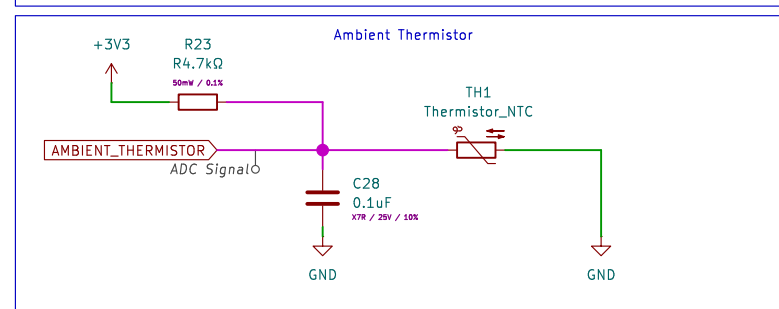 Ambient Thermistor
+3V3
R23
R4.7kΩ
50mW / 0.1%
TH1
Thermistor_NTC
AMBIENT_THERMISTOR
ADC Signal
C28
0.1uF
X7R / 25V / 10%
GND
GND